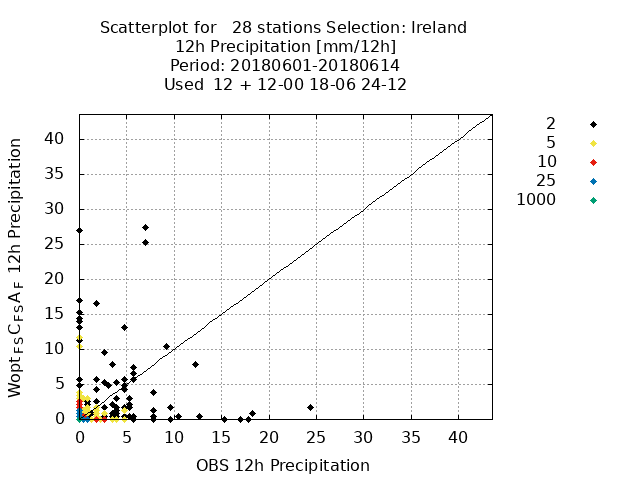 Scatterplot for   28 stations Selection: Ireland
12h Precipitation [mm/12h]
Period: 20180601-20180614
Used  12 + 12-00 18-06 24-12
2
5
10
25
1000
Wopt FS C FS A F 12h Precipitation
40
35
30
25
20
15
10
5
0
0 5 10 15 20 25 30 35 40
OBS 12h Precipitation